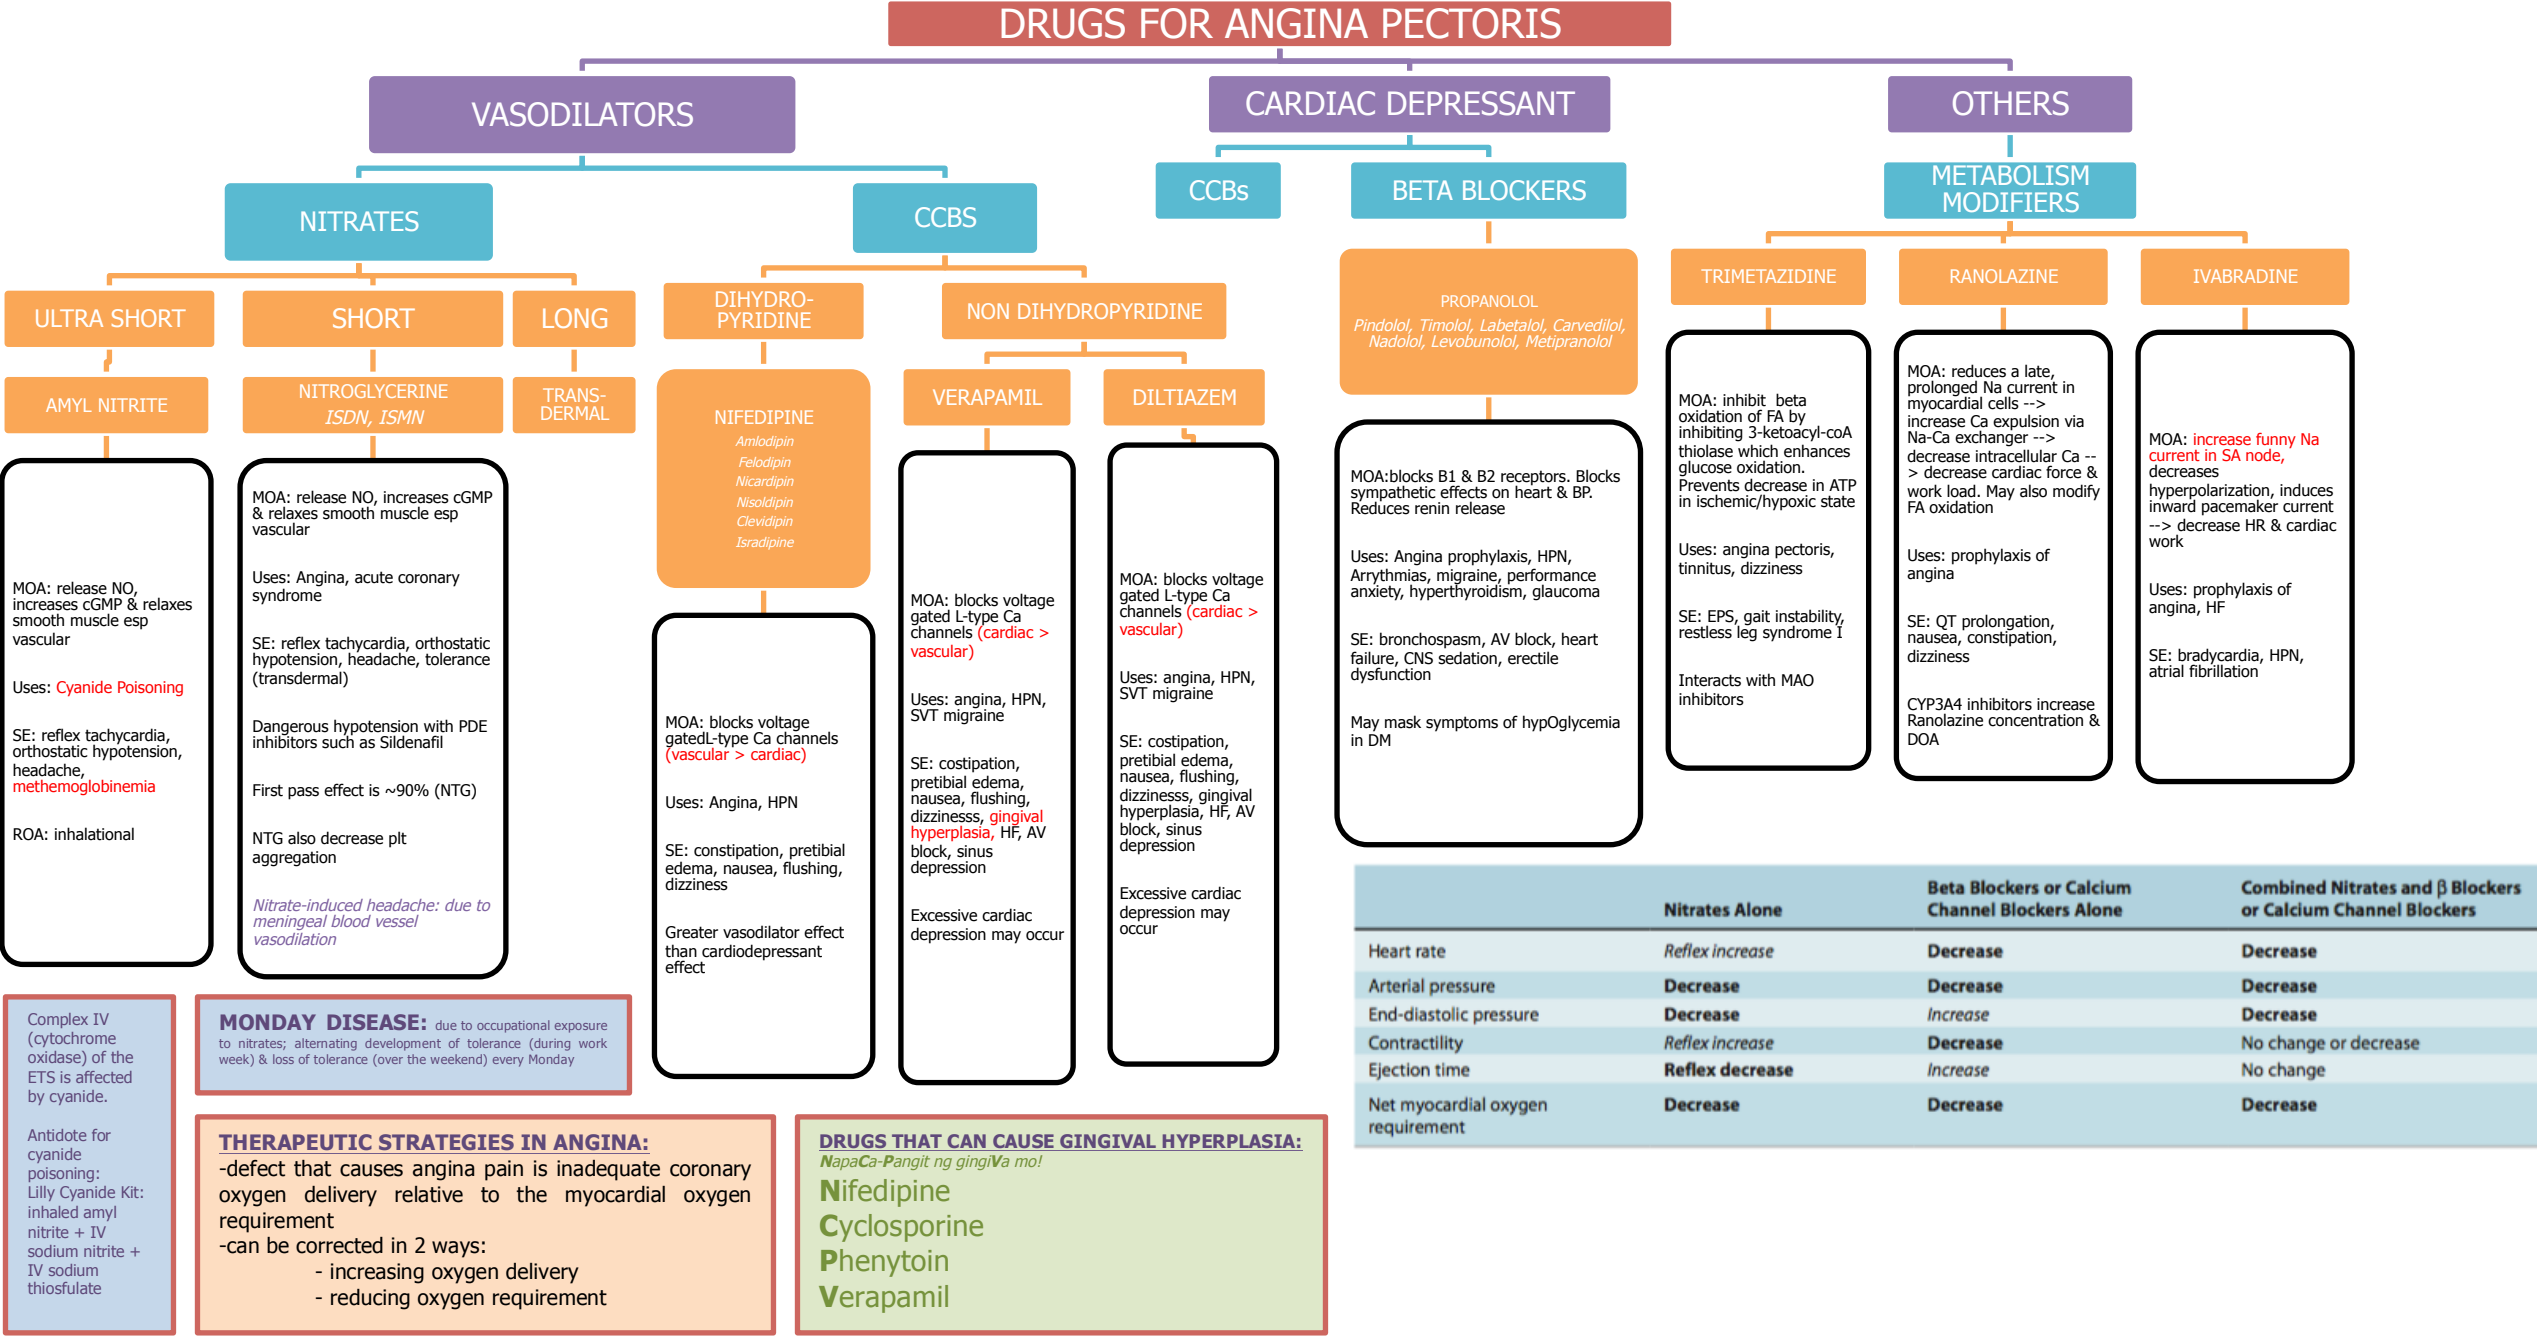 DRUGS FOR ANGINA PECTORIS
VASODILATORS
CARDIAC DEPRESSANT
OTHERS
NITRATES
CCBS
CCBs
BETA BLOCKERS
METABOLISM
MODIFIERS
ULTRA SHORT
SHORT
LONG
DIHYDRO-
PYRIDINE
NON DIHYDROPYRIDINE
AMYL NITRITE
NITROGLYCERINE
ISDN, ISMN
TRANS-
DERMAL
NIFEDIPINE
Amlodipin
Felodipin
Nicardipin
Nisoldipin
Clevidipin
Isradipine
VERAPAMIL
DILTIAZEM
PROPANOLOL
Pindolol, Timolol, Labetalol, Carvedilol,
Nadolol, Levobunolol, Metipranolol
TRIMETAZIDINE
RANOLAZINE
IVABRADINE
MOA: release NO,
increases cGMP & relaxes
smooth muscle esp
vascular
Uses: Cyanide Poisoning
SE: reflex tachycardia,
orthostatic hypotension,
headache,
methemoglobinemia
ROA: inhalational
MOA: release NO, increases cGMP
& relaxes smooth muscle esp
vascular
Uses: Angina, acute coronary
syndrome
SE: reflex tachycardia, orthostatic
hypotension, headache, tolerance
(transdermal)
Dangerous hypotension with PDE
inhibitors such as Sildenafil
First pass effect is ~90% (NTG)
NTG also decrease plt
aggregation
Nitrate-induced headache: due to
meningeal blood vessel
vasodilation
MOA: blocks voltage
gatedL-type Ca channels
(vascular > cardiac)
Uses: Angina, HPN
SE: constipation, pretibial
edema, nausea, flushing,
dizziness
Greater vasodilator effect
than cardiodepressant
effect
MOA: blocks voltage
gated L-type Ca
channels (cardiac >
vascular)
Uses: angina, HPN,
SVT migraine
SE: costipation,
pretibial edema,
nausea, flushing,
dizzinesss, gingival
hyperplasia, HF, AV
block, sinus
depression
Excessive cardiac
depression may occur
MOA: blocks voltage
gated L-type Ca
channels (cardiac >
vascular)
Uses: angina, HPN,
SVT migraine
SE: costipation,
pretibial edema,
nausea, flushing,
dizzinesss, gingival
hyperplasia, HF, AV
block, sinus
depression
Excessive cardiac
depression may
occur
MOA:blocks B1 & B2 receptors. Blocks
sympathetic effects on heart & BP.
Reduces renin release
Uses: Angina prophylaxis, HPN,
Arrythmias, migraine, performance
anxiety, hyperthyroidism, glaucoma
SE: bronchospasm, AV block, heart
failure, CNS sedation, erectile
dysfunction
May mask symptoms of hypOglycemia
in DM
MOA: inhibit beta
oxidation of FA by
inhibiting 3-ketoacyl-coA
thiolase which enhances
glucose oxidation.
Prevents decrease in ATP
in ischemic/hypoxic state
Uses: angina pectoris,
tinnitus, dizziness
SE: EPS, gait instability,
restless leg syndrome I
Interacts with MAO
inhibitors
MOA: reduces a late,
prolonged Na current in
myocardial cells -->
increase Ca expulsion via
Na-Ca exchanger -->
decrease intracellular Ca --
> decrease cardiac force &
work load. May also modify
FA oxidation
Uses: prophylaxis of
angina
SE: QT prolongation,
nausea, constipation,
dizziness
CYP3A4 inhibitors increase
Ranolazine concentration &
DOA
MOA: increase funny Na
current in SA node,
decreases
hyperpolarization, induces
inward pacemaker current
--> decrease HR & cardiac
work
Uses: prophylaxis of
angina, HF
SE: bradycardia, HPN,
atrial fibrillation
Complex IV
(cytochrome
oxidase) of the
ETS is affected
by cyanide.
Antidote for
cyanide
poisoning:
Lilly Cyanide Kit:
inhaled amyl
nitrite + IV
sodium nitrite +
IV sodium
thiosfulate
MONDAY DISEASE: due to occupational exposure
to nitrates; alternating development of tolerance (during work
week) & loss of tolerance (over the weekend) every Monday
THERAPEUTIC STRATEGIES IN ANGINA:
-defect that causes angina pain is inadequate coronary
oxygen delivery relative to the myocardial oxygen
requirement
-can be corrected in 2 ways:
- increasing oxygen delivery
- reducing oxygen requirement
DRUGS THAT CAN CAUSE GINGIVAL HYPERPLASIA:
NapaCa-Pangit ng gingiVa mo!
Nifedipine
Cyclosporine
Phenytoin
Verapamil
Nitrates Alone
Beta Blockers or Calcium
Channel Blockers Alone
Combined Nitrates and β Blockers
or Calcium Channel Blockers
Heart rate Reflex increase Decrease Decrease
Arterial pressure Decrease Decrease Decrease
End-diastolic pressure Decrease Increase Decrease
Contractility Reflex increase Decrease No change or decrease
Ejection time Reflex decrease Increase No change
Net myocardial oxygen Decrease Decrease Decrease
requirement